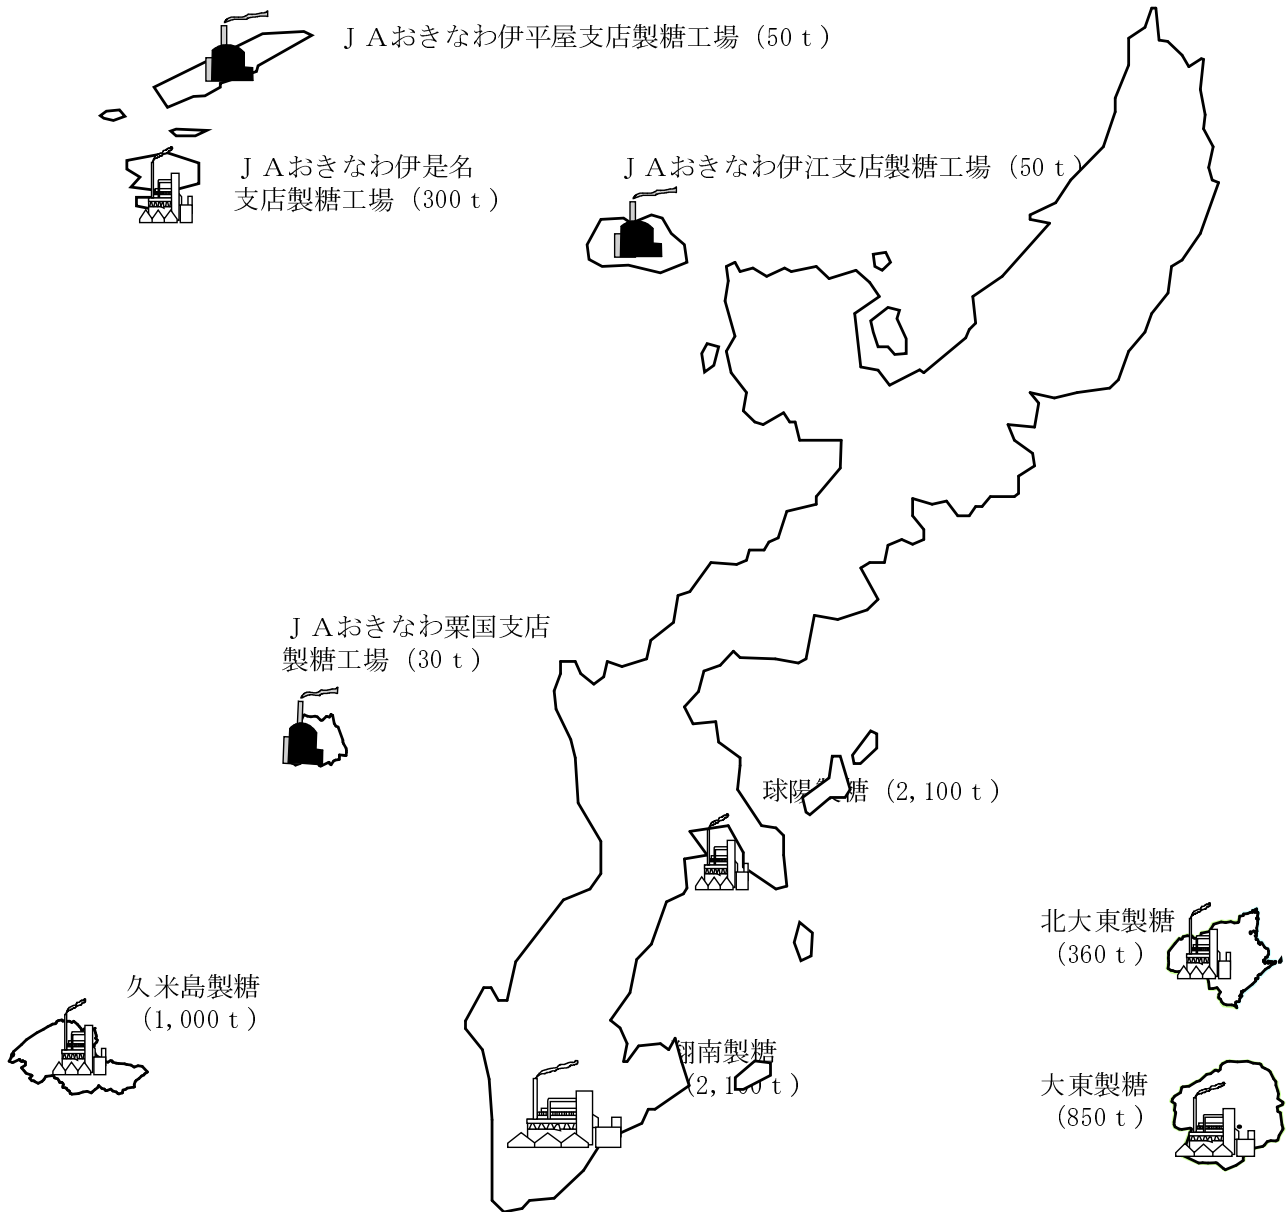 ＪＡおきなわ伊平屋支店製糖工場（50ｔ）
ＪＡおきなわ伊是名
支店製糖工場（300ｔ）
ＪＡおきなわ伊江支店製糖工場（50ｔ）
ＪＡおきなわ粟国支店
製糖工場（30ｔ）
球陽製糖（2,100ｔ）
北大東製糖
（360ｔ）
久米島製糖
（1,000ｔ）
翔南製糖
（2,100ｔ）
大東製糖
（850ｔ）